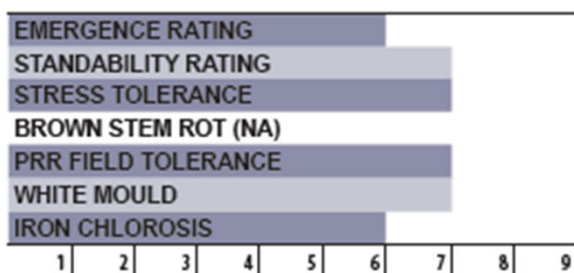 EMERGENCE RATING
STANDABILITY RATING
STRESS TOLERANCE
BROWN STEM ROT (NA)
PRR FIELD TOLERANCE
WHITE MOULD
IRON CHLOROSIS
1 2 3 4 5 6 7 8 9